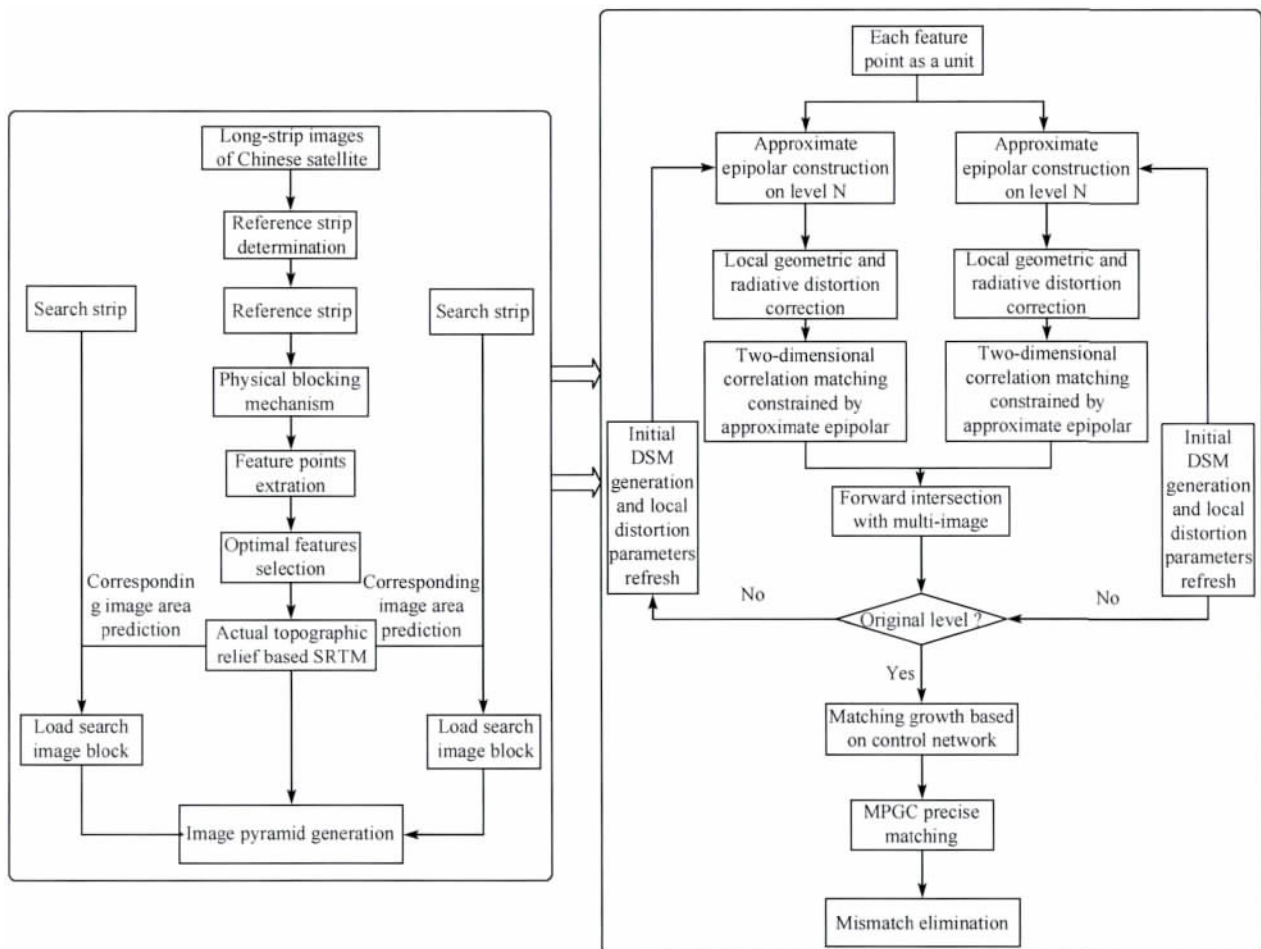 Long-strip images
of Chinese satellite
Reference strip
determination
Search strip
Reference strip
Search strip
Physical blocking
mechanism
Feature points
extration
Optimal features
selection
Correspondin
g image area
prediction
Corresponding
image area
prediction
Actual topographic
relief based SRTM
Load search
image block
Load search
image block
Image pyramid generation
Each feature
point as a unit
Approximate
epipolar construction
on level N
Approximate
epipolar construction
on level N
Local geometric and
radiative distortion
correction
Local geometric and
radiative distortion
correction
Two-dimensional
correlation matching
constrained by
approximate epipolar
Two-dimensional
correlation matching
constrained by
approximate epipolar
Initial
DSM
generation
and local
distortion
parameters
refresh
Initial
DSM
generation
and local
distortion
parameters
refresh
Forward intersection
with multi-image
No
Original level ?
No
Yes
Matching growth based
on control network
MPGC precise
matching
Mismatch elimination